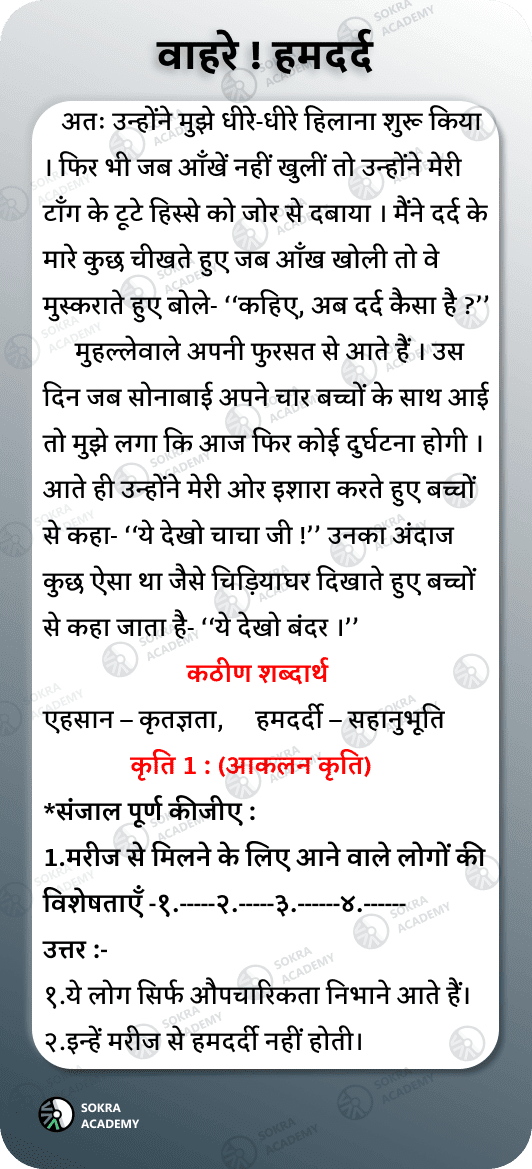 वाहरे ! हमदर्द
अतः उन्होंने मुझे धीरे-धीरे हिलाना शुरू किया
। फिर भी जब आँखें नहीं खुलीं तो उन्होंने मेरी
टाँग के टूटे हिस्से को जोर से दबाया । मैंने दर्द के
मारे कुछ चीखते हुए जब आँख खोली तो वे
मुस्कराते हुए बोले- ‘‘कहिए, अब दर्द कैसा है ?’’
मुहल्लेवाले अपनी फुरसत से आते हैं । उस
दिन जब सोनाबाई अपने चार बच्चों के साथ आई
तो मुझे लगा कि आज फिर कोई दुर्घटना होगी ।
आते ही उन्होंने मेरी ओर इशारा करते हुए बच्चों
से कहा- ‘‘ये देखो चाचा जी !’’ उनका अंदाज
कुछ ऐसा था जैसे चिड़ियाघर दिखाते हुए बच्चों
से कहा जाता है- ‘‘ये देखो बंदर ।’’
कठीण शब्दार्थ
एहसान – कृतज्ञता, हमदर्दी – सहानुभूति
कृति 1 : (आकलन कृति)
*संजाल पूर्ण कीजीए :
1.मरीज से मिलने के लिए आने वाले लोगों की
विशेषताएँ -१.-----२.-----३.------४.------
उत्तर :-
१.ये लोग सिर्फ औपचारिकता निभाने आते हैं।
२.इन्हें मरीज से हमदर्दी नहीं होती।
SOKRA
ACADEMY